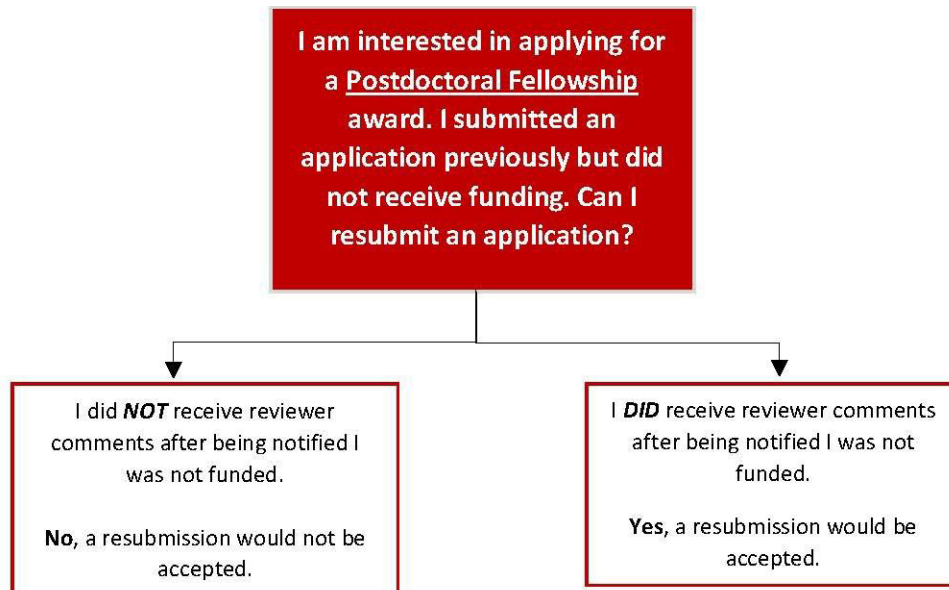 I am interested in applying for
a Postdoctoral Fellowship
award. I submitted an
application previously but did
not receive funding. Can I
resubmit an application?
I did NOT receive reviewer
comments after being notified I
was not funded.
No, a resubmission would not be
accepted.
I DID receive reviewer comments
after being notified I was not
funded.
Yes, a resubmission would be
accepted.